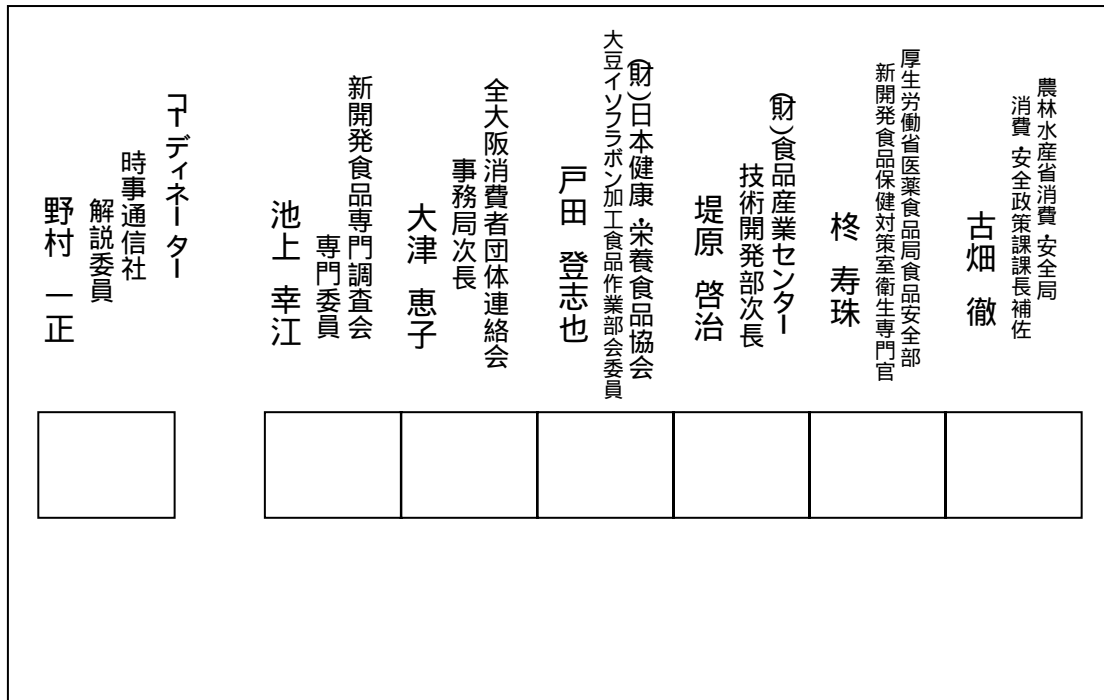 農林水産省消費・安全局
消費・安全政策課課長補佐
古畑 徹
厚生労働省医薬食品局食品安全部
新開発食品保健対策室衛生専門官
柊 寿珠
(財)食品産業センター
技術開発部次長
堤原 啓治
(財)日本健康・栄養食品協会
大豆イソフラボン加工食品作業部会委員
戸田 登志也
全大阪消費者団体連絡会
事務局次長
大津 恵子
新開発食品専門調査会
専門委員
池上 幸江
コーディネーター
時事通信社
解説委員
野村 一正